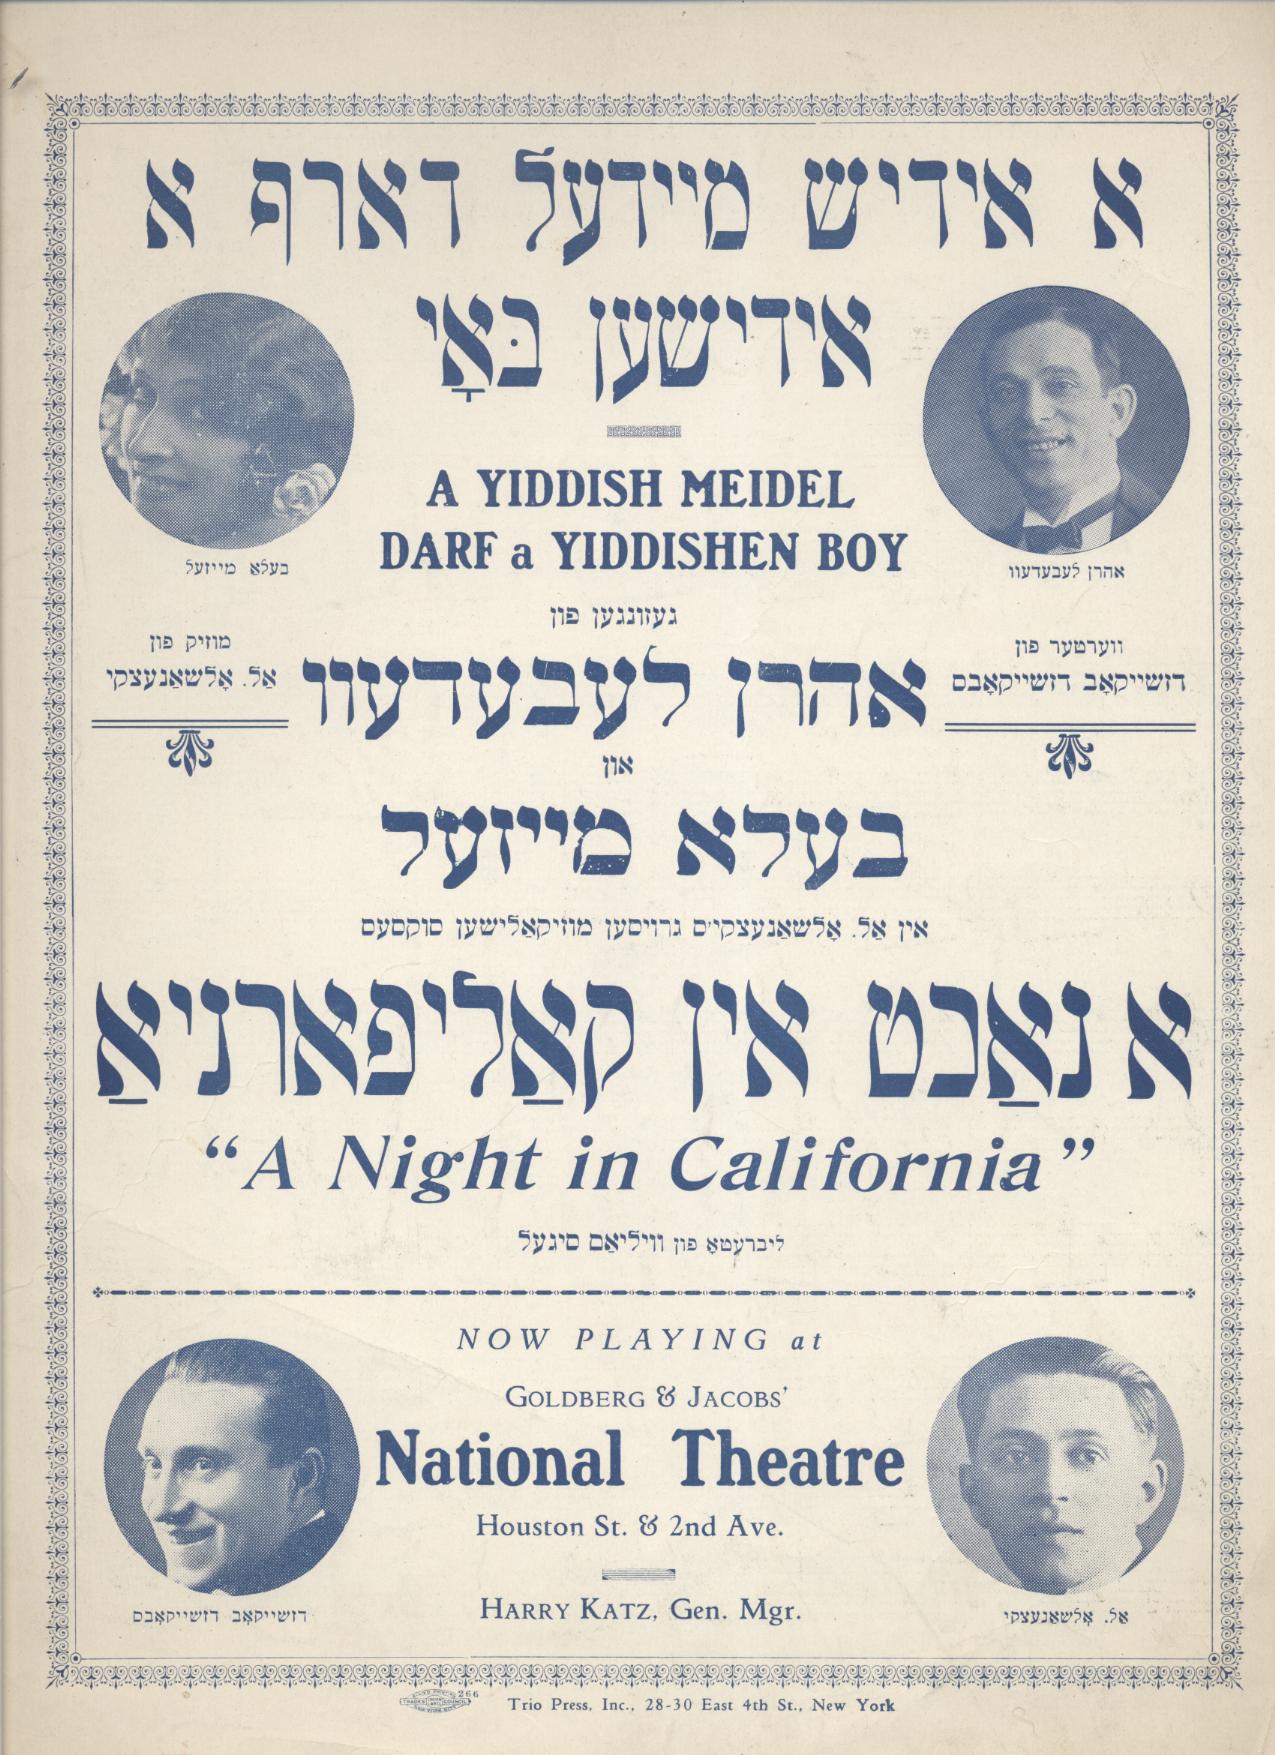 א אידיש מיידעל דארף א
אידישען באָי
A YIDDISH MEIDEL
DARF a YIDDISHEN BOY
אהרן לעבעדעוו
בעלא מייזעל
געזונגען פון
ווערטער פון
דזשייקאָב דזשייקאָבס
מוזיק פון
אַל. אָלשאַנעצקי
אהרן לעבעדעוו
און
בעלא מייזעל
אין אַל. אָלשאַנעצקי'ס גרויסען מוזיקאַלישען סוקסעס
א נאַכט אין קאַליפארניאַ
“A Night in California”
ליברעטאָ פון וויליאַם סיגעל
NOW PLAYING at
GOLDBERG & JACOBS'
National Theatre
Houston St. & 2nd Ave.
HARRY KATZ, Gen. Mgr.
אל. אָלשאַנעצקי
דזשייקאָב דזשייקאָבס
266
Trio Press, Inc., 28-30 East 4th St., New York